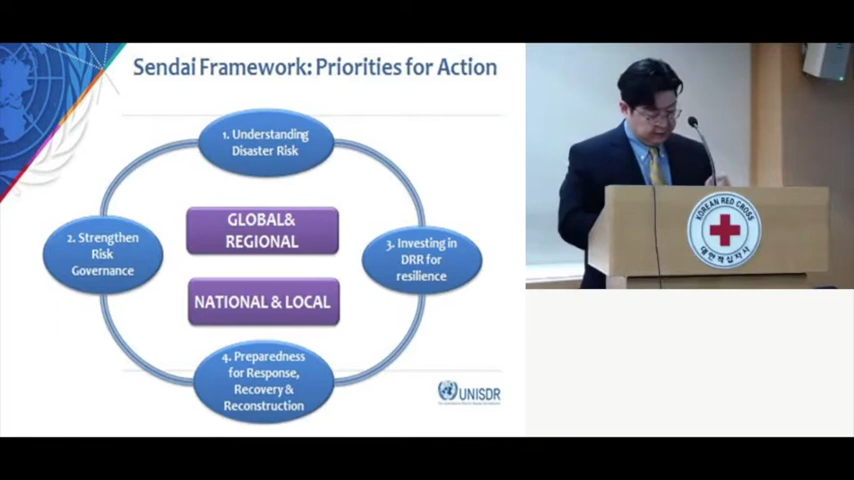 Sendai Framework: Priorities for Action
1. Understanding
Disaster Risk
GLOBAL&
REGIONAL
2. Strengthen
Risk
Governance
3. Investing in
DRR for
resilience
NATIONAL & LOCAL
4. Preparedness
for Response,
Recovery &
Reconstruction
UNISDR
KOREAN RED CROSS
대한적십자사